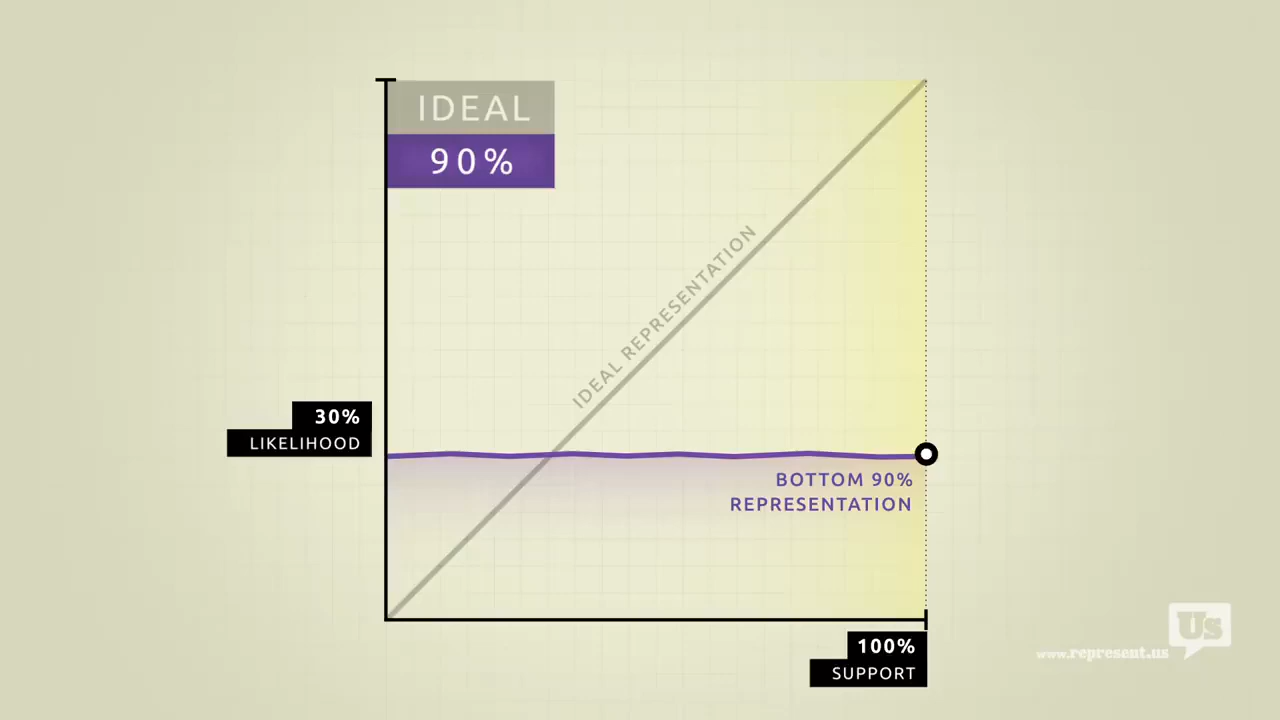 IDEAL
90%
IDEAL REPRESENTATION
30%
LIKELIHOOD
BOTTOM 90%
REPRESENTATION
100%
SUPPORT
Us
www.represent.us